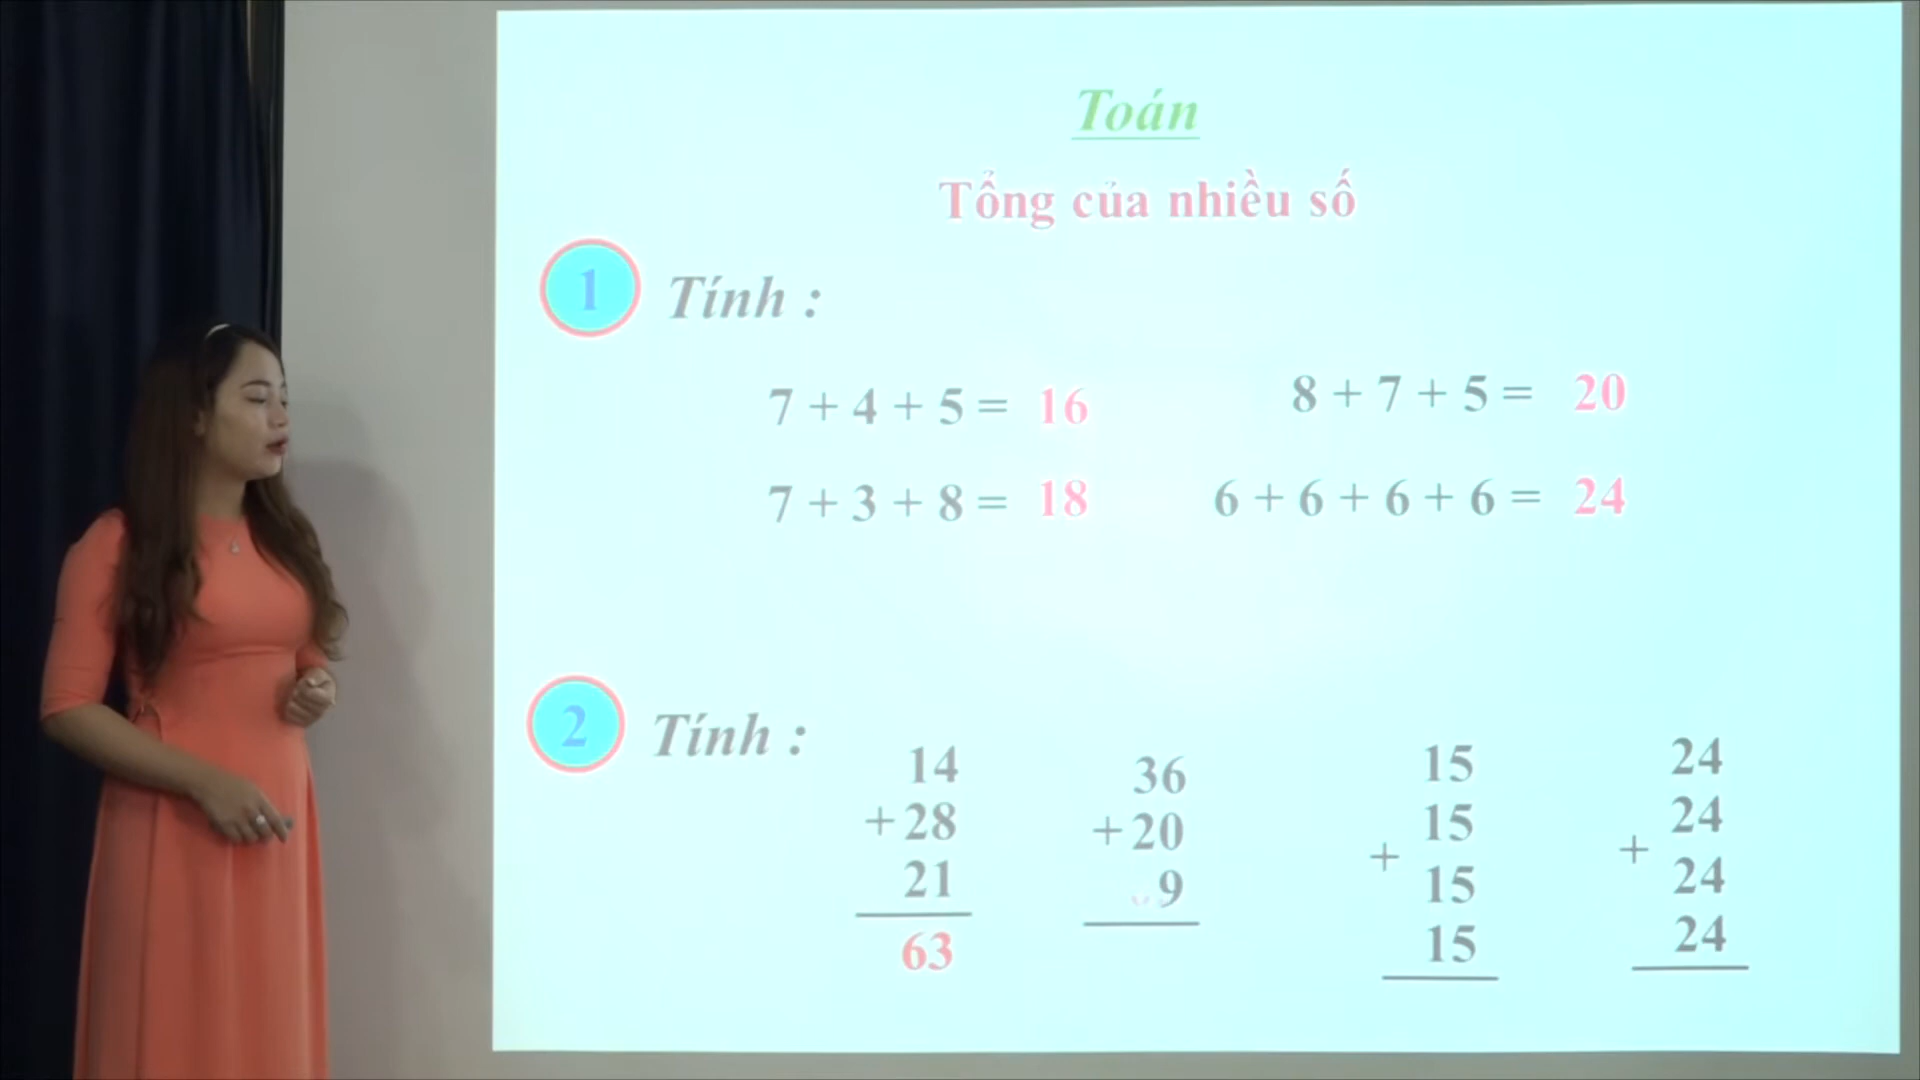 Toán
Tổng của nhiều số
1 Tính :
7 + 4 + 5 = 16
8 + 7 + 5 = 20
7 + 3 + 8 = 18
6 + 6 + 6 + 6 = 24
2 Tính :
14
+ 28
21
63
36
+ 20
9
15
15
+
15
15
24
24
+
24
24